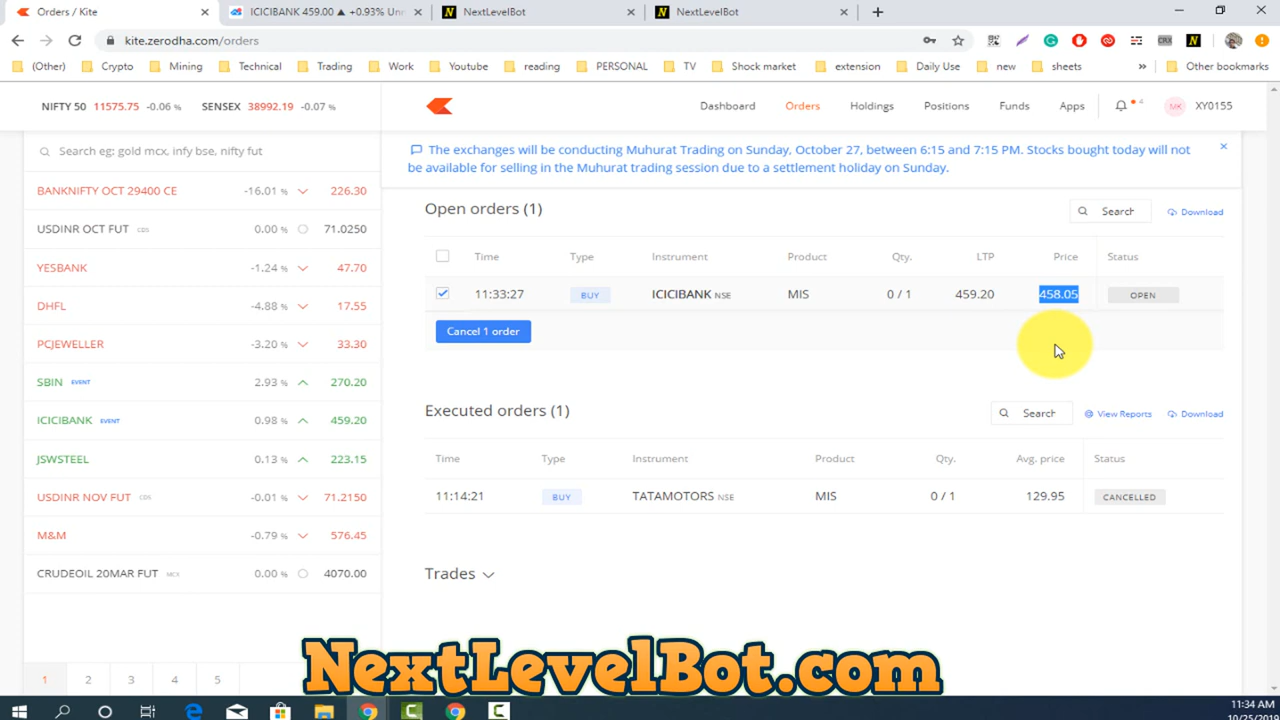 Orders / Kite
ICICIBANK 459.00 ▲ +0.93% Unn
NextLevelBot
NextLevelBot
kite.zerodha.com/orders
(Other)
Crypto
Mining
Technical
Trading
Work
Youtube
reading
PERSONAL
TV
Shock market
extension
Daily Use
new
sheets
Other bookmarks
NIFTY 50 11575.75 -0.06 %
SENSEX 38992.19 -0.07 %
Dashboard
Orders
Holdings
Positions
Funds
Apps
4
MK
XY0155
Search eg: gold mcx, infy bse, nifty fut
The exchanges will be conducting Muhurat Trading on Sunday, October 27, between 6:15 and 7:15 PM. Stocks bought today will not
be available for selling in the Muhurat trading session due to a settlement holiday on Sunday.
BANKNIFTY OCT 29400 CE -16.01 % 226.30
USDINR OCT FUT CDS 0.00 % 71.0250
YESBANK -1.24 % 47.70
DHFL -4.88 % 17.55
PCJEWELLER -3.20 % 33.30
SBIN EVENT 2.93 % 270.20
ICICIBANK EVENT 0.98 % 459.20
JSWSTEEL 0.13 % 223.15
USDINR NOV FUT CDS -0.01 % 71.2150
M&M -0.79 % 576.45
CRUDEOIL 20MAR FUT MCX 0.00 % 4070.00
1 2 3 4 5
Open orders (1)
Search
Download
Time Type Instrument Product Qty. LTP Price Status
11:33:27 BUY ICICIBANK NSE MIS 0 / 1 459.20 458.05 OPEN
Cancel 1 order
Executed orders (1)
Search
View Reports
Download
Time Type Instrument Product Qty. Avg. price Status
11:14:21 BUY TATAMOTORS NSE MIS 0 / 1 129.95 CANCELLED
Trades
NextLevelBot.com
11:34 AM